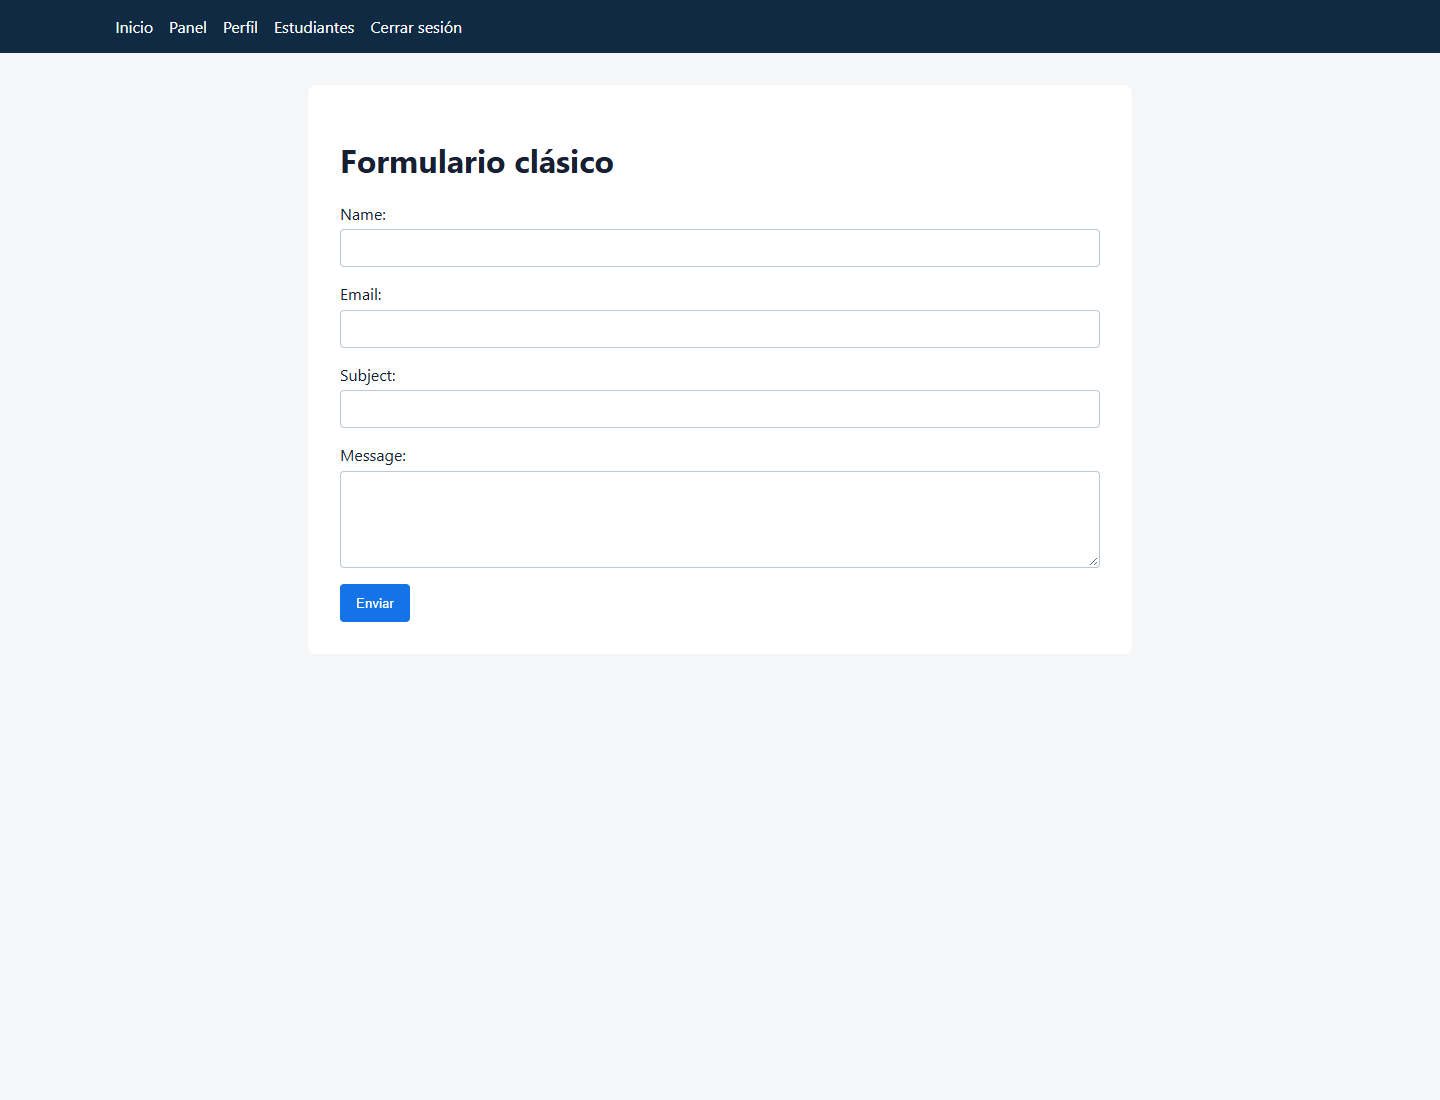 Inicio Panel Perfil Estudiantes Cerrar sesión
Formulario clásico
Name:
Email:
Subject:
Message:
Enviar